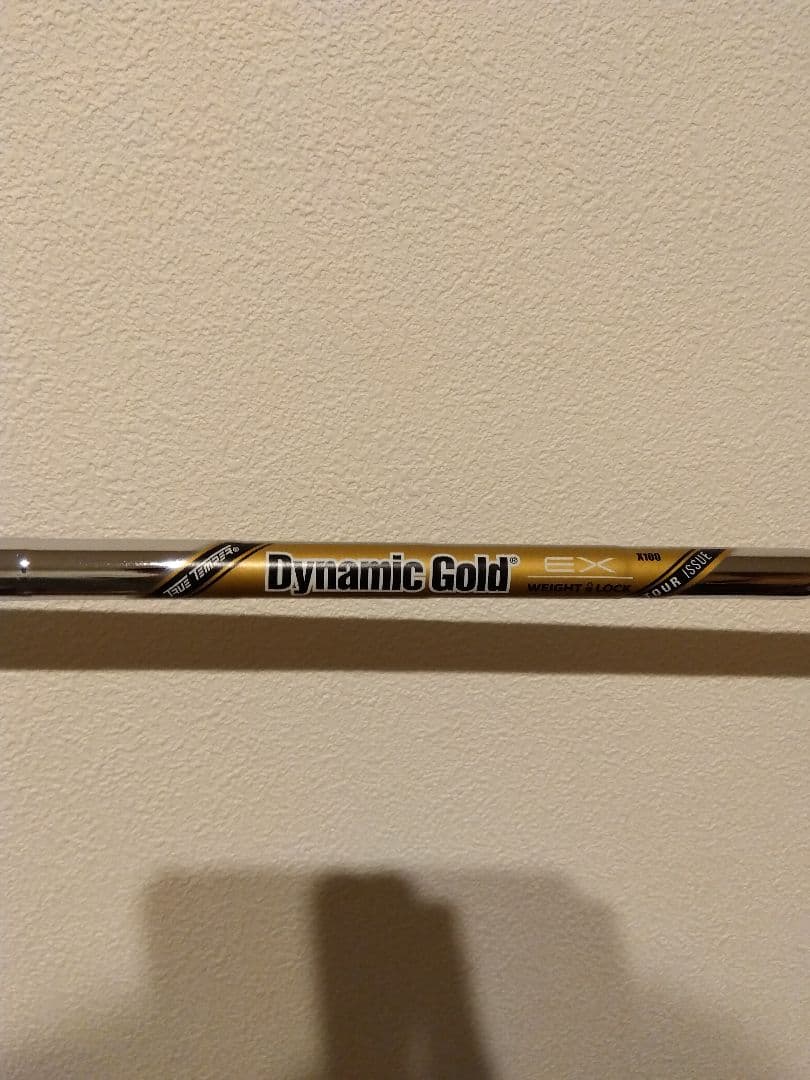 TRUE TEMPER®
Dynamic Gold®
EX
WEIGHT LOCK
X100
TOUR ISSUE